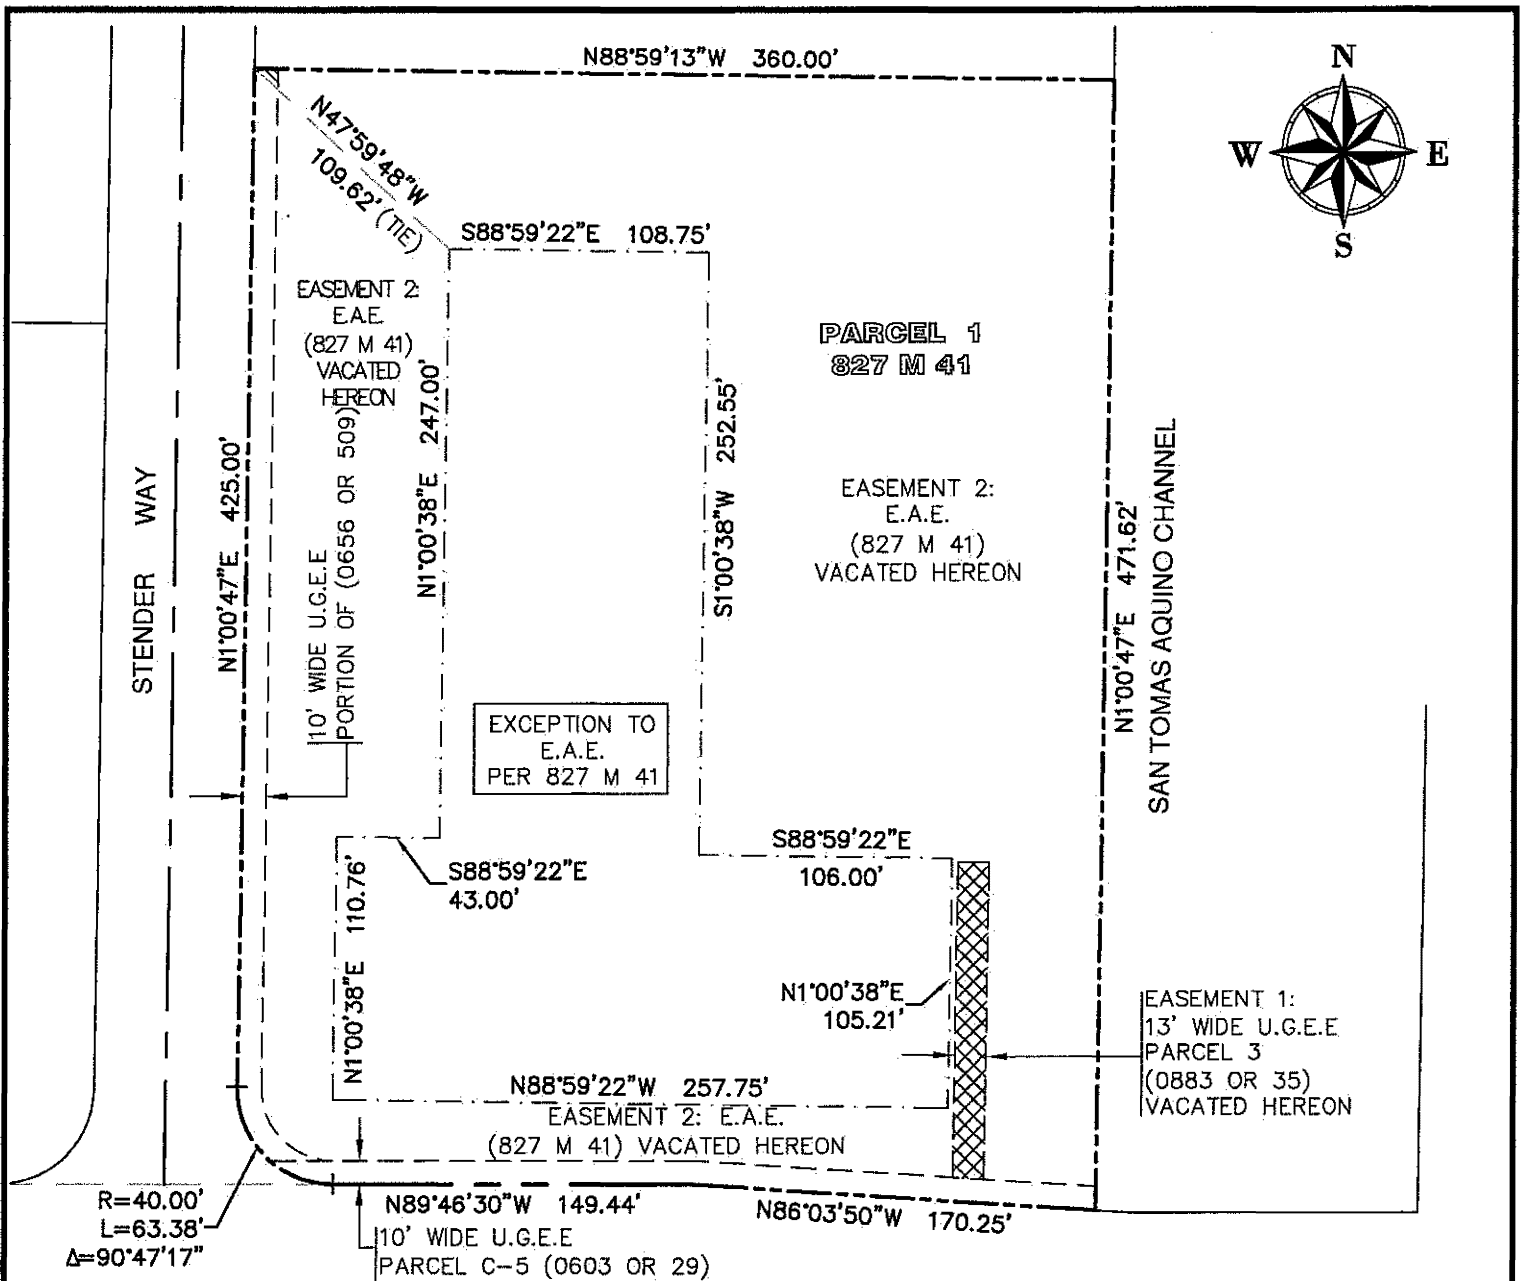 N88°59'13"W 360.00'
N
W
E
S
N47°59'48"W
109.62' (TIE)
S88°59'22"E 108.75'
EASEMENT 2:
E.A.E.
(827 M 41)
VACATED
HEREON
PARCEL 1
827 M 41
N1°00'38"E 247.00'
S1°00'38"W 252.55'
EASEMENT 2:
E.A.E.
(827 M 41)
VACATED HEREON
STENDER WAY
N1°00'47"E 425.00'
10' WIDE U.G.E.E
PORTION OF (0656 OR 509)
N1°00'47"E 471.62'
SAN TOMAS AQUINO CHANNEL
EXCEPTION TO
E.A.E.
PER 827 M 41
S88°59'22"E
43.00'
S88°59'22"E
106.00'
N1°00'38"E 110.76'
N1°00'38"E
105.21'
EASEMENT 1:
13' WIDE U.G.E.E
PARCEL 3
(0883 OR 35)
VACATED HEREON
N88°59'22"W 257.75'
EASEMENT 2: E.A.E.
(827 M 41) VACATED HEREON
R=40.00'
L=63.38'
Δ=90°47'17"
N89°46'30"W 149.44'
N86°03'50"W 170.25'
10' WIDE U.G.E.E
PARCEL C-5 (0603 OR 29)